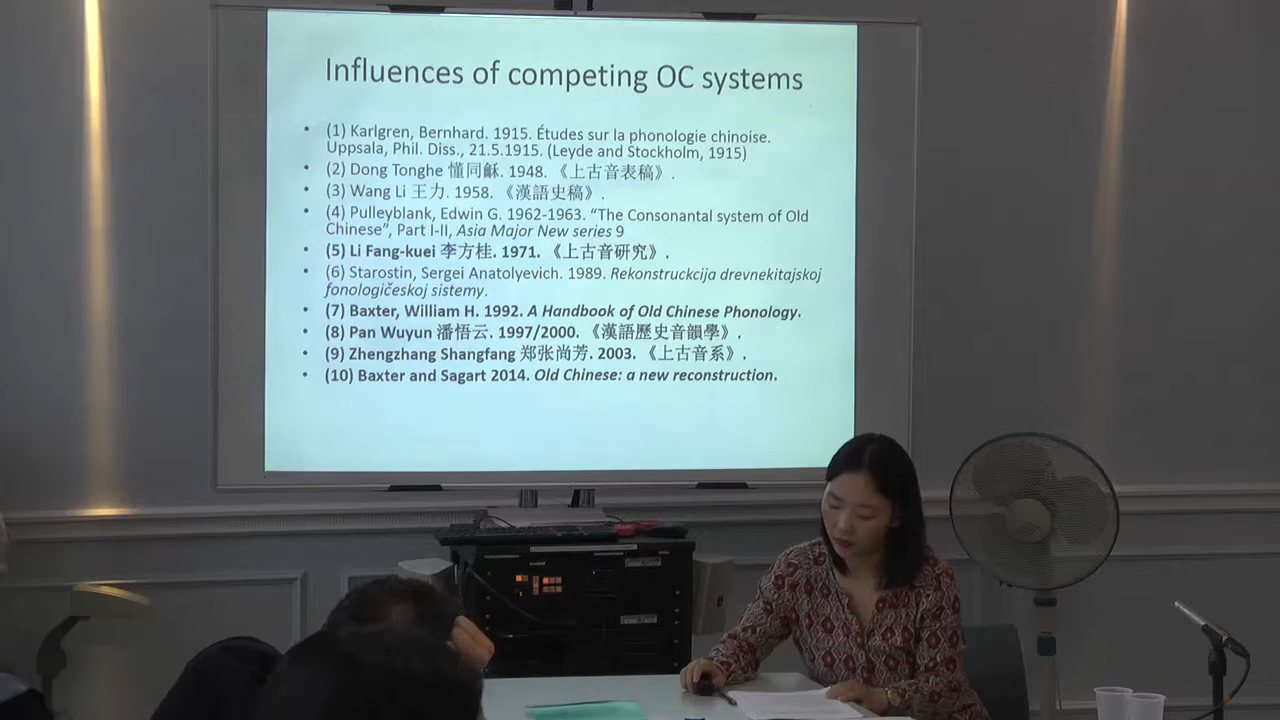 Influences of competing OC systems
• (1) Karlgren, Bernhard. 1915. Études sur la phonologie chinoise.
Uppsala, Phil. Diss., 21.5.1915. (Leyde and Stockholm, 1915)
• (2) Dong Tonghe 懂同龢. 1948. 《上古音表稿》.
• (3) Wang Li 王力. 1958. 《漢語史稿》.
• (4) Pulleyblank, Edwin G. 1962-1963. “The Consonantal system of Old
Chinese”, Part I-II, Asia Major New series 9
• (5) Li Fang-kuei 李方桂. 1971. 《上古音研究》.
• (6) Starostin, Sergei Anatolyevich. 1989. Rekonstruckcija drevnekitajskoj
fonologičeskoj sistemy.
• (7) Baxter, William H. 1992. A Handbook of Old Chinese Phonology.
• (8) Pan Wuyun 潘悟云. 1997/2000. 《漢語歷史音韻學》.
• (9) Zhengzhang Shangfang 郑张尚芳. 2003. 《上古音系》.
• (10) Baxter and Sagart 2014. Old Chinese: a new reconstruction.